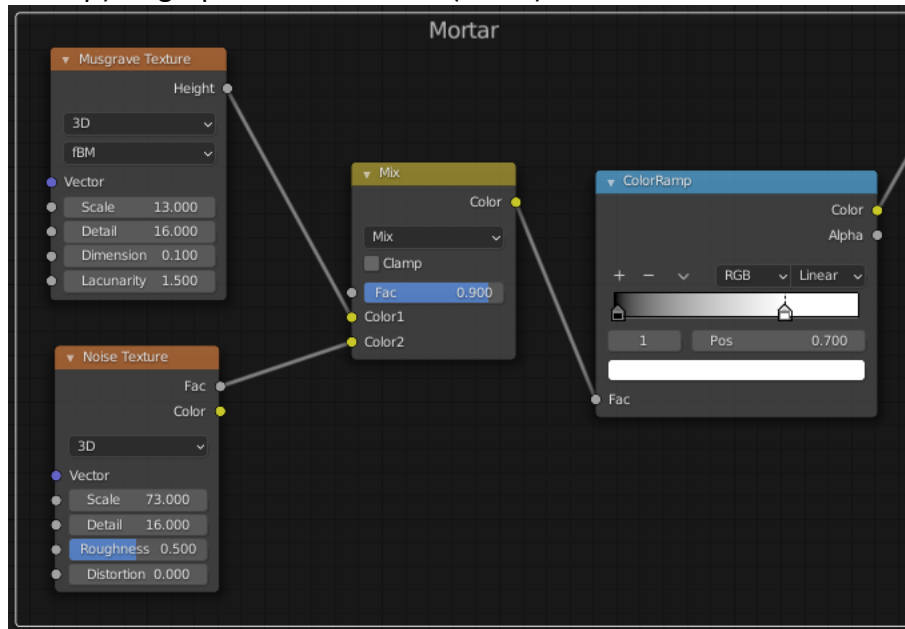 Mortar
Musgrave Texture
Height
3D
fBM
Vector
Scale 13.000
Detail 16.000
Dimension 0.100
Lacunarity 1.500
Noise Texture
Fac
Color
3D
Vector
Scale 73.000
Detail 16.000
Roughness 0.500
Distortion 0.000
Mix
Color
Mix
Clamp
Fac 0.900
Color1
Color2
ColorRamp
Color
Alpha
RGB Linear
1 Pos 0.700
Fac